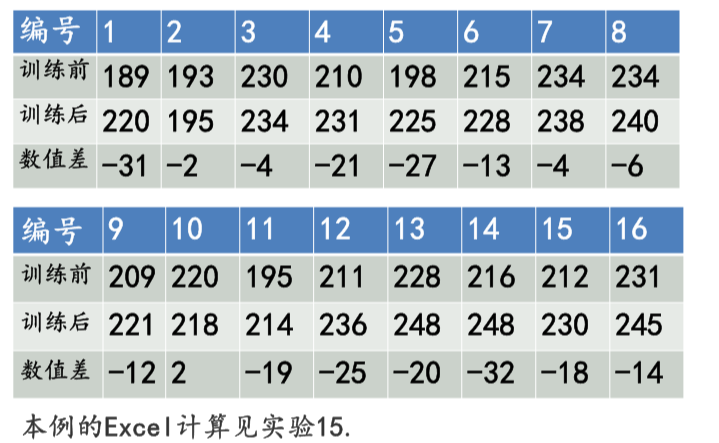 编号 1 2 3 4 5 6 7 8
训练前 189 193 230 210 198 215 234 234
训练后 220 195 234 231 225 228 238 240
数值差 -31 -2 -4 -21 -27 -13 -4 -6
编号 9 10 11 12 13 14 15 16
训练前 209 220 195 211 228 216 212 231
训练后 221 218 214 236 248 248 230 245
数值差 -12 2 -19 -25 -20 -32 -18 -14
本例的Excel计算见实验15.